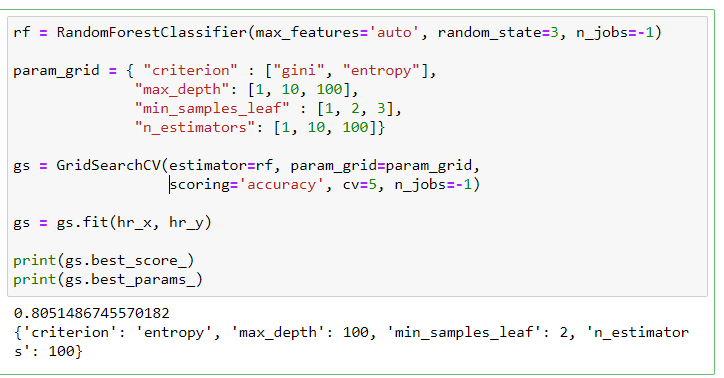 rf = RandomForestClassifier(max_features='auto', random_state=3, n_jobs=-1)
param_grid = { "criterion" : ["gini", "entropy"],
"max_depth": [1, 10, 100],
"min_samples_leaf" : [1, 2, 3],
"n_estimators": [1, 10, 100]}
gs = GridSearchCV(estimator=rf, param_grid=param_grid,
scoring='accuracy', cv=5, n_jobs=-1)
gs = gs.fit(hr_x, hr_y)
print(gs.best_score_)
print(gs.best_params_)
0.8051486745570182
{'criterion': 'entropy', 'max_depth': 100, 'min_samples_leaf': 2, 'n_estimator
s': 100}